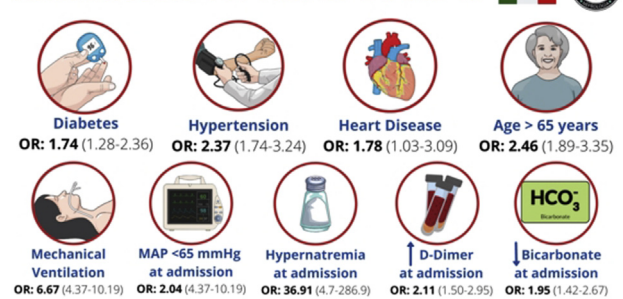 Diabetes
OR: 1.74 (1.28-2.36)
Hypertension
OR: 2.37 (1.74-3.24)
Heart Disease
OR: 1.78 (1.03-3.09)
Age > 65 years
OR: 2.46 (1.89-3.35)
Mechanical
Ventilation
OR: 6.67 (4.37-10.19)
MAP <65 mmHg
at admission
OR: 2.04 (4.37-10.19)
Hypernatremia
at admission
OR: 36.91 (4.7-286.9)
↑ D-Dimer
at admission
OR: 2.11 (1.50-2.95)
HCO₃⁻
Bicarbonate
↓ Bicarbonate
at admission
OR: 1.95 (1.42-2.67)